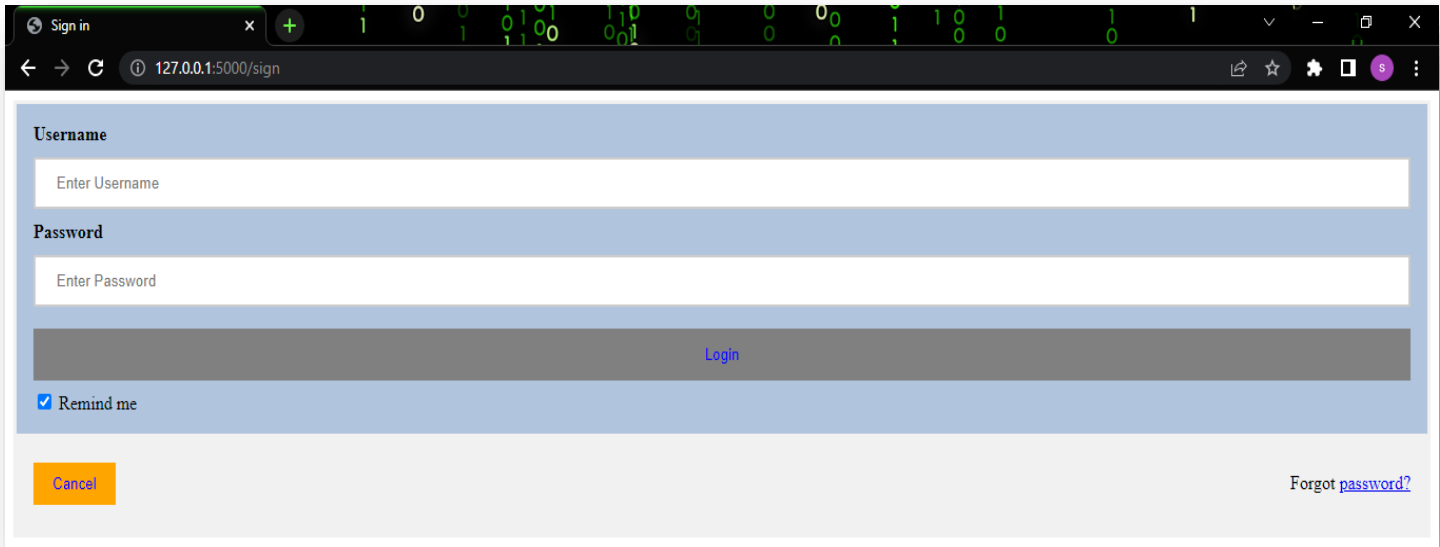 Sign in
127.0.0.1:5000/sign
S
Username
Enter Username
Password
Enter Password
Login
Remind me
Cancel
Forgot password?